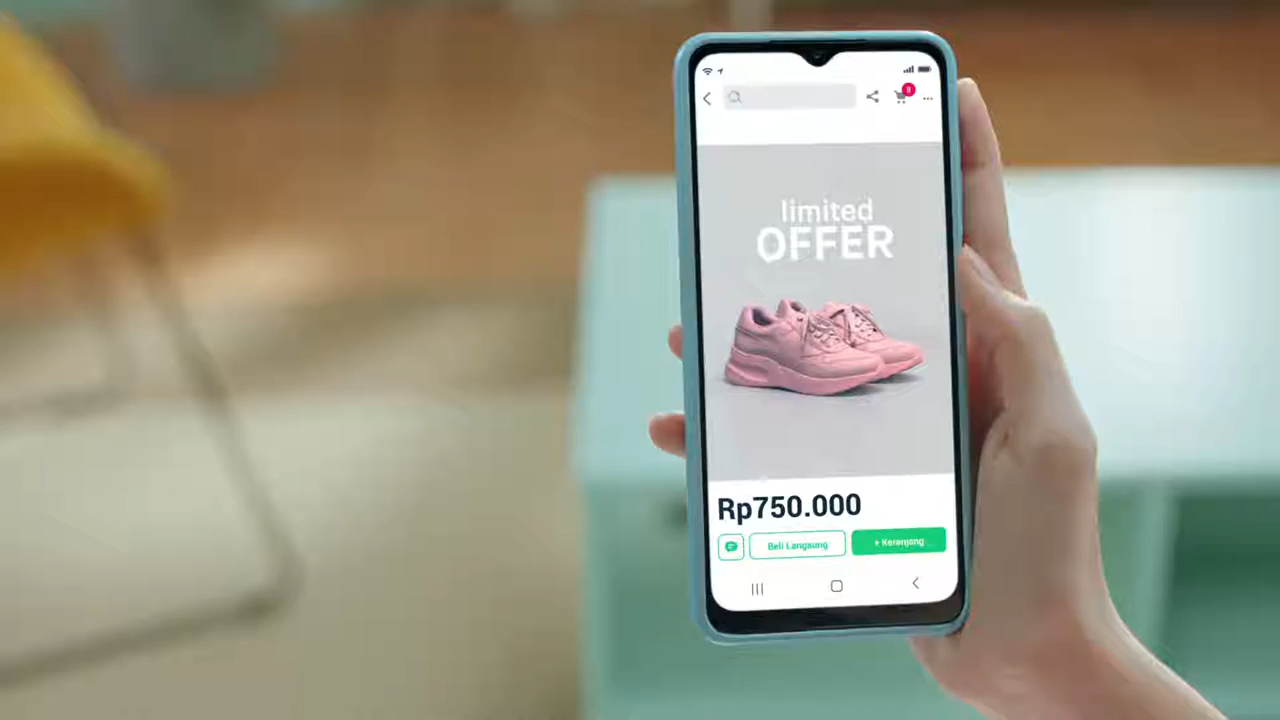 limited
OFFER
Rp750.000
Beli Langsung
+ Keranjang